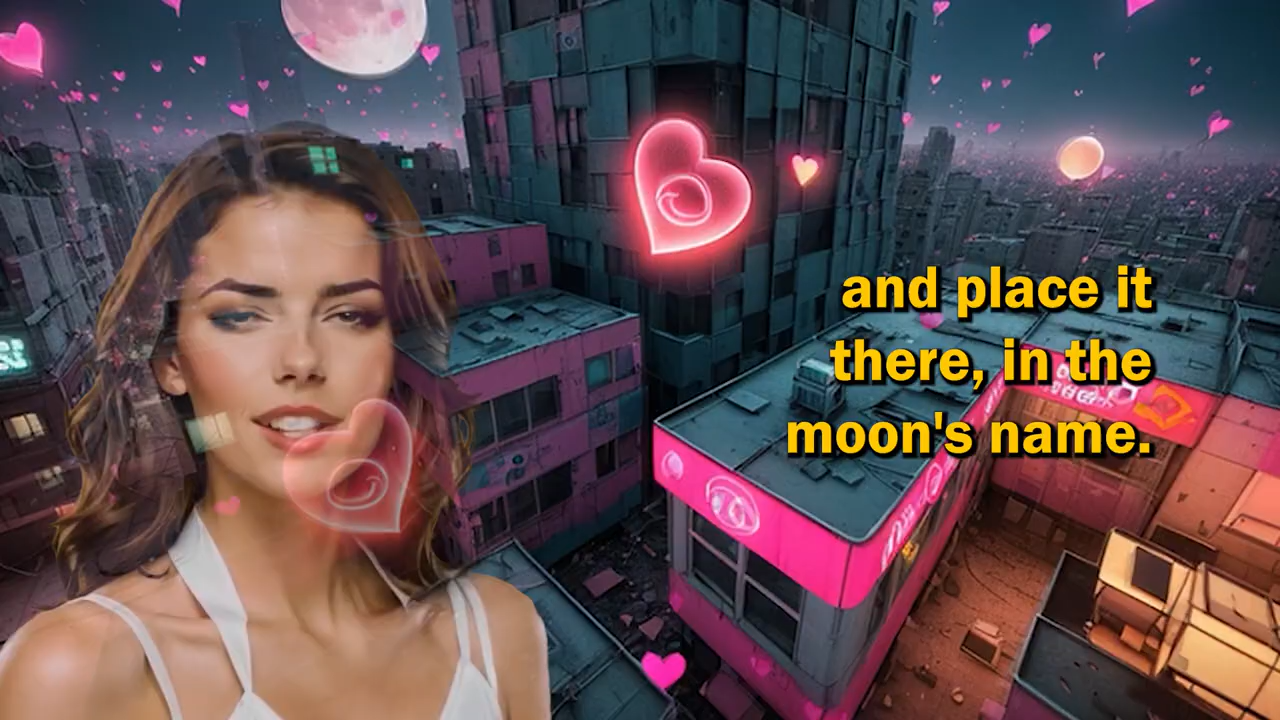 and place it
there, in the
moon's name.